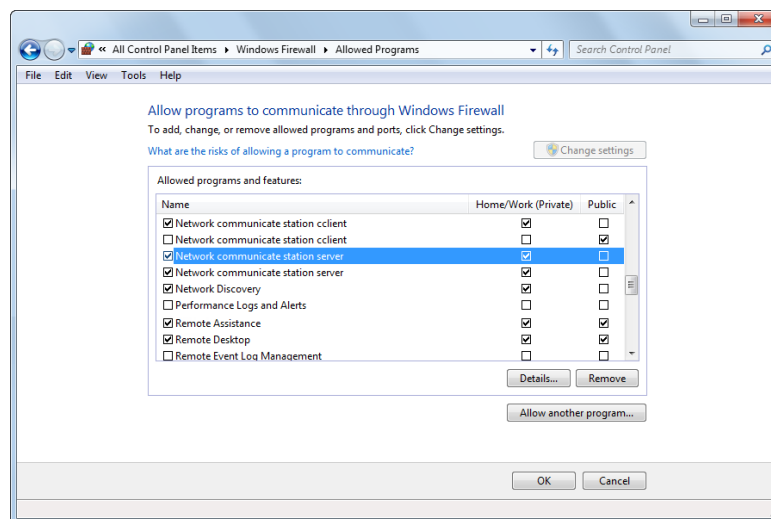 « All Control Panel Items Windows Firewall Allowed Programs Search Control Panel
File Edit View Tools Help
Allow programs to communicate through Windows Firewall
To add, change, or remove allowed programs and ports, click Change settings.
What are the risks of allowing a program to communicate? Change settings
Allowed programs and features:
Name Home/Work (Private) Public
Network communicate station cclient
Network communicate station cclient
Network communicate station server
Network communicate station server
Network Discovery
Performance Logs and Alerts
Remote Assistance
Remote Desktop
Remote Event Log Management
Details... Remove
Allow another program...
OK Cancel